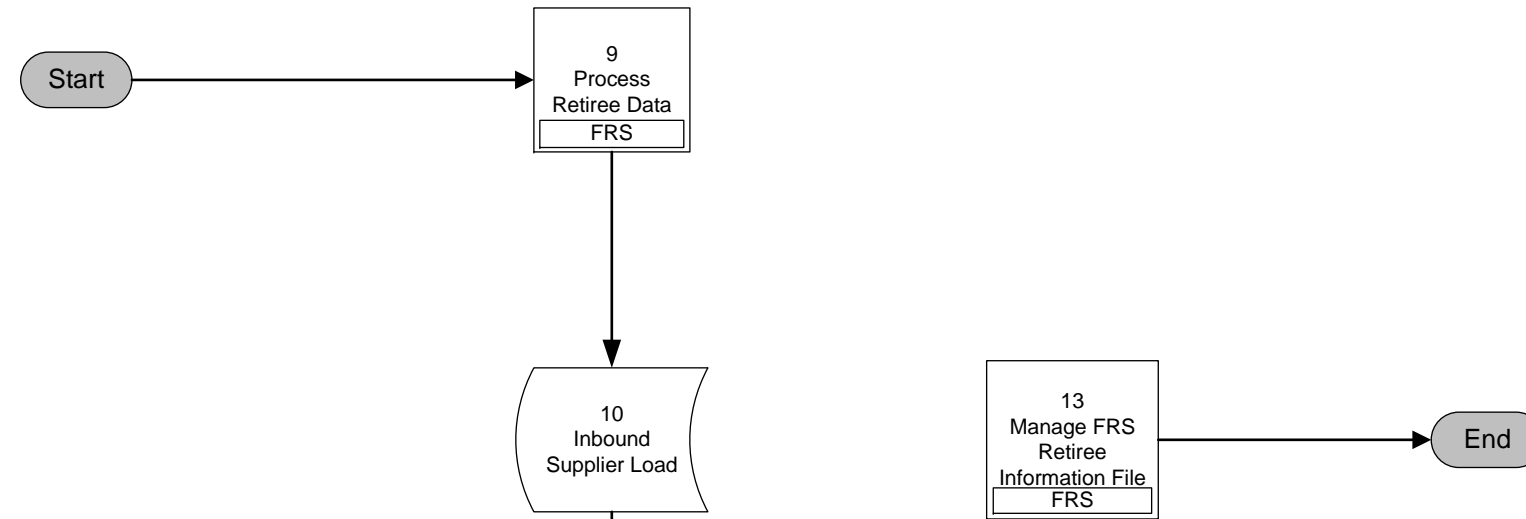 Start
9
Process
Retiree Data
FRS
10
Inbound
Supplier Load
13
Manage FRS
Retiree
Information File
FRS
End